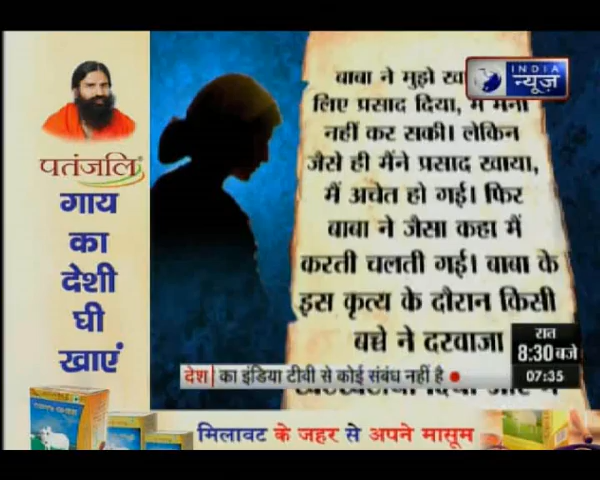 पतंजलि®
गाय
का
देशी
घी
खाएं
INDIA
न्यूज़
बाबा ने मुझे
लिए प्रसाद दिया, मैं मना
नहीं कर सकी। लेकिन
जैसे ही मैंने प्रसाद खाया,
मैं अचेत हो गई। फिर
बाबा ने जैसा कहा मैं
करती चलती गई। बाबा के
इस कृत्य के दौरान किसी
बच्चे ने दरवाजा
रात
8:30 बजे
07:35
देश | का इंडिया टीवी से कोई संबंध नहीं है
मिलावट के जहर से अपने मासूम